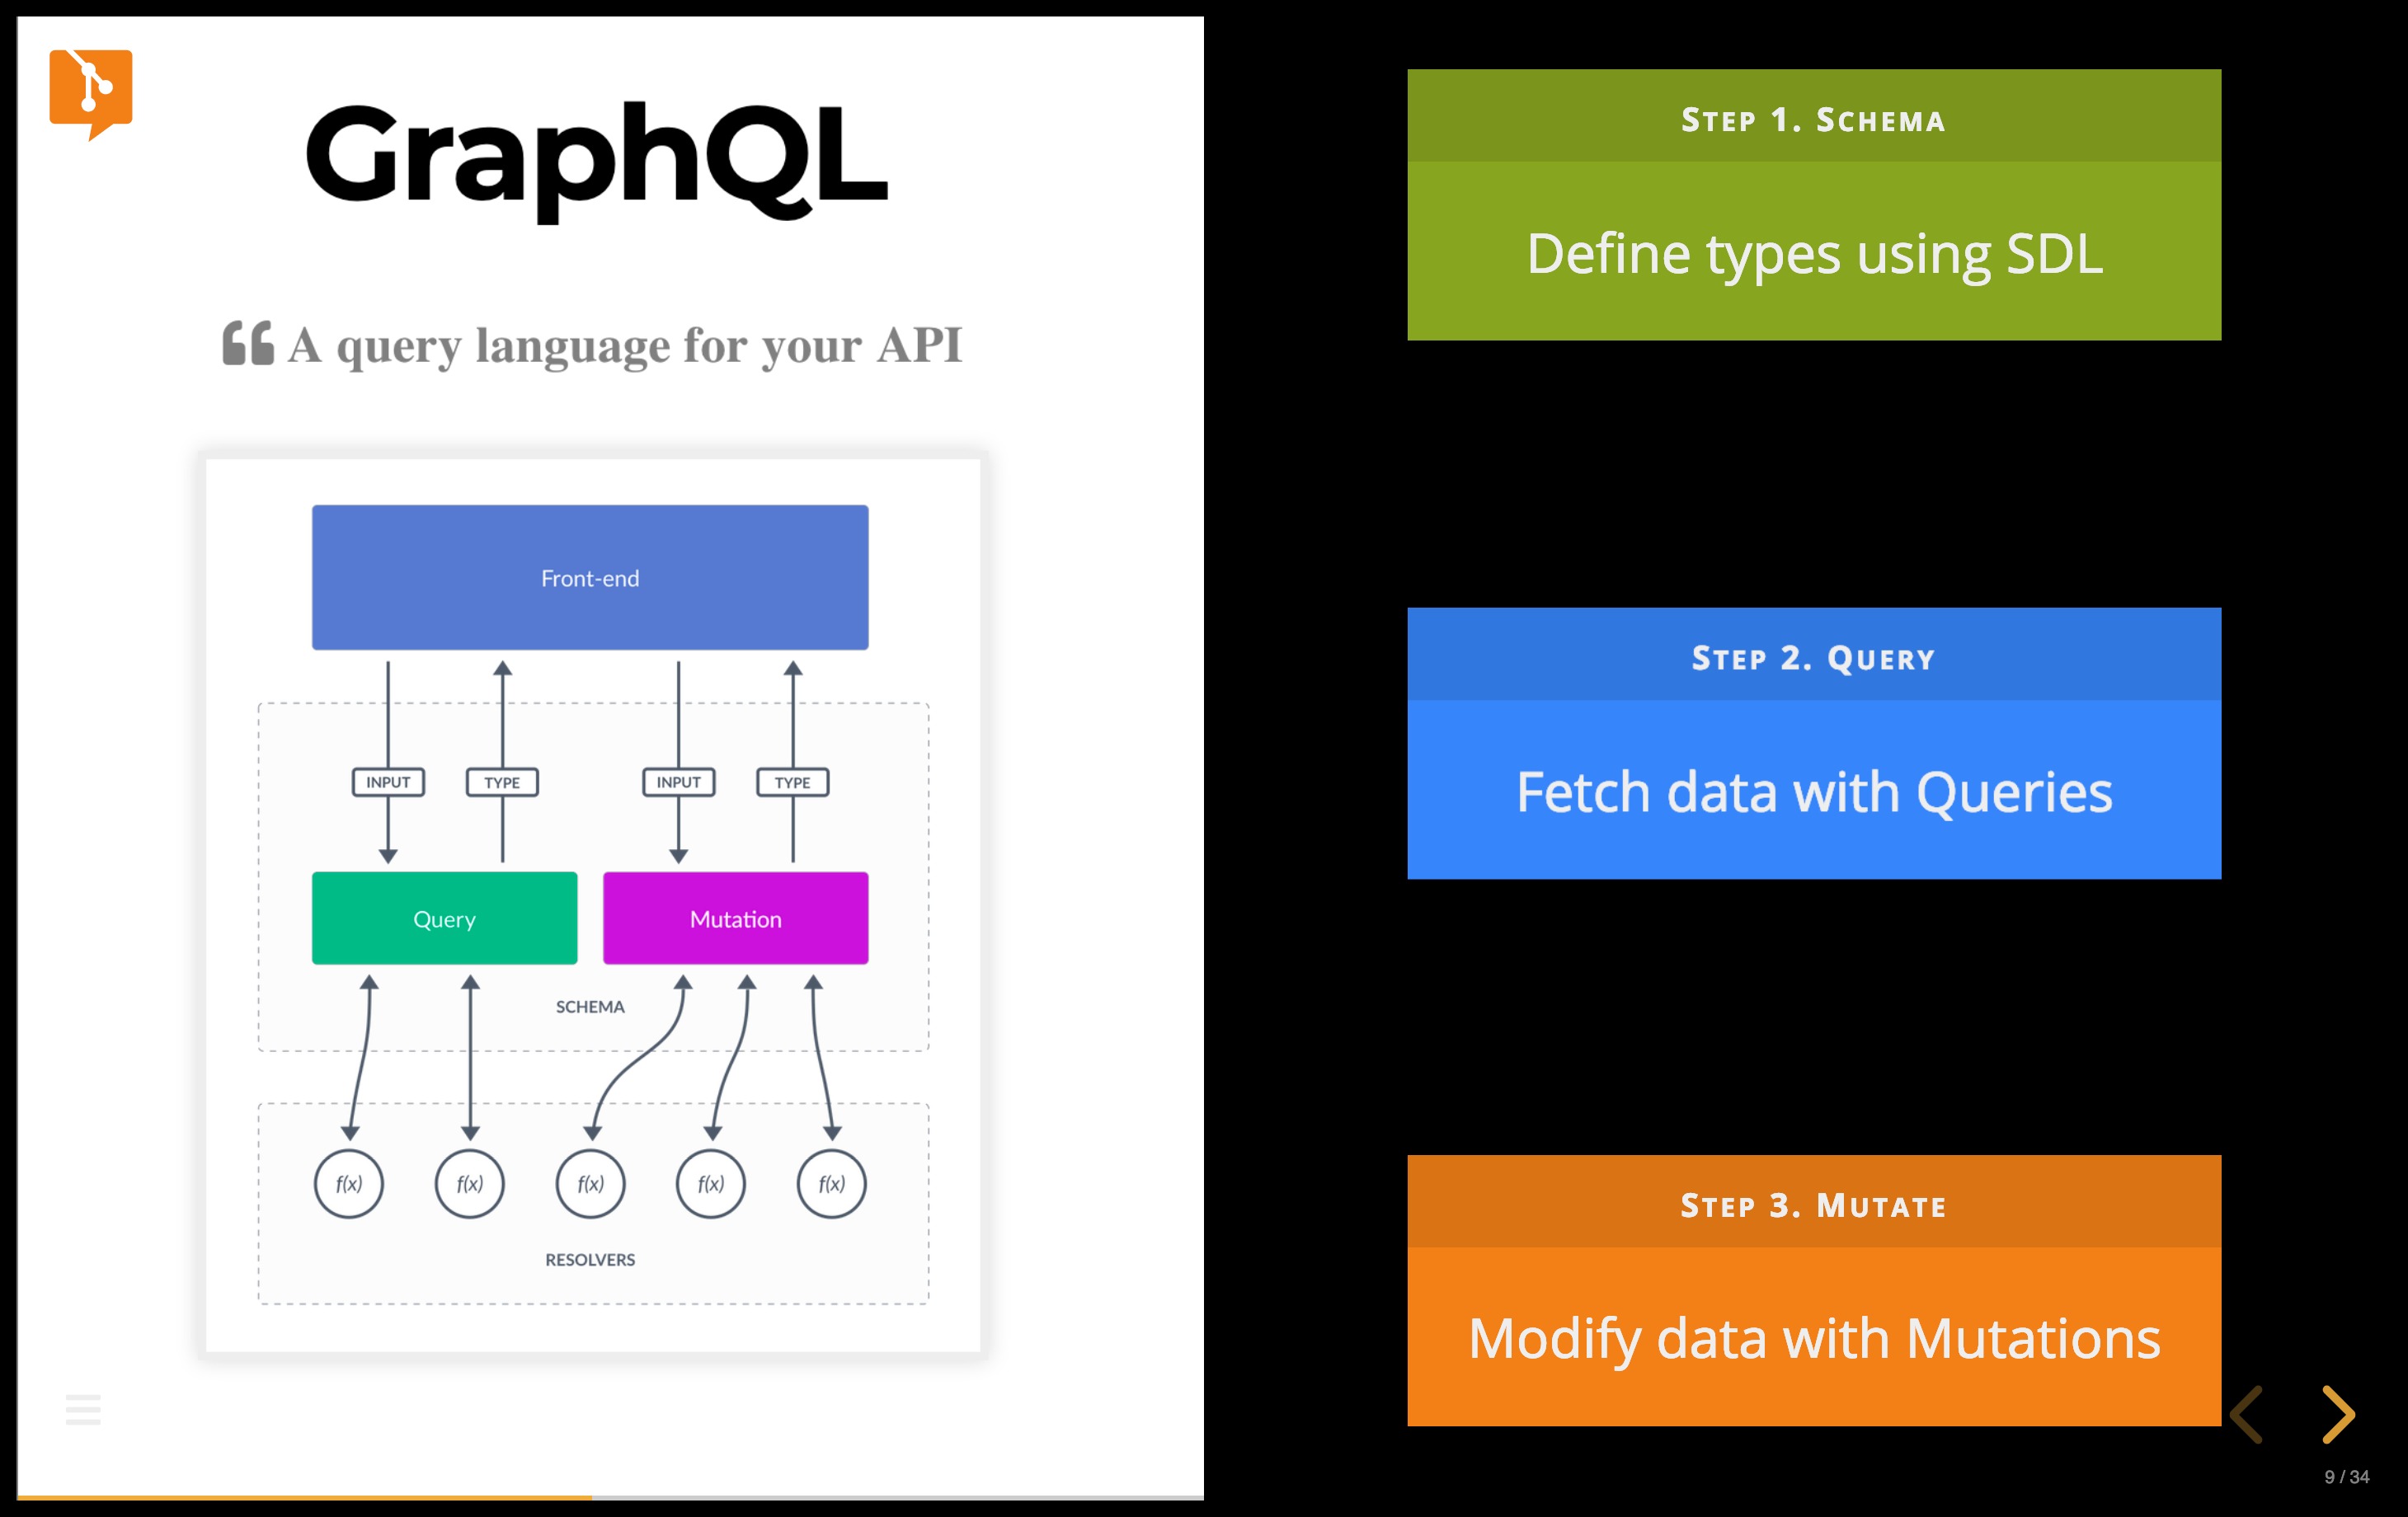 GraphQL
A query language for your API
Front-end
INPUT TYPE INPUT TYPE
Query Mutation
SCHEMA
f(x) f(x) f(x) f(x) f(x)
RESOLVERS
STEP 1. SCHEMA
Define types using SDL
STEP 2. QUERY
Fetch data with Queries
STEP 3. MUTATE
Modify data with Mutations
9 / 34